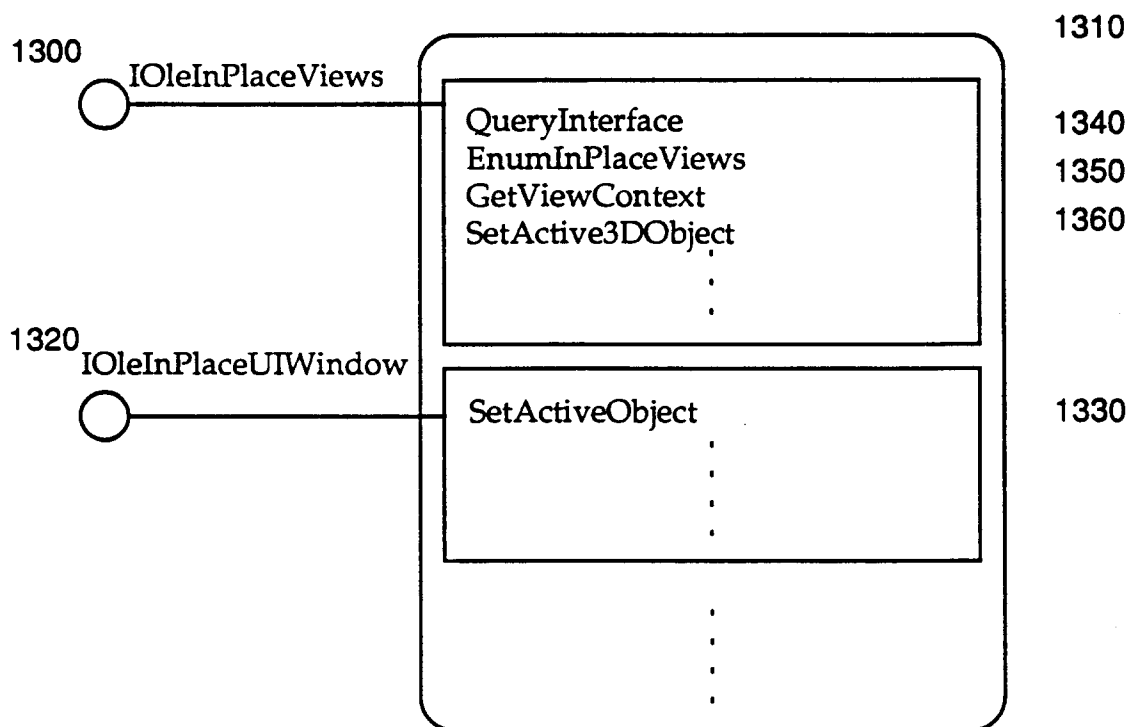 1310
1300
IOleInPlaceViews
QueryInterface
1340
EnumInPlaceViews
1350
GetViewContext
1360
SetActive3DObject
1320
IOleInPlaceUIWindow
SetActiveObject
1330